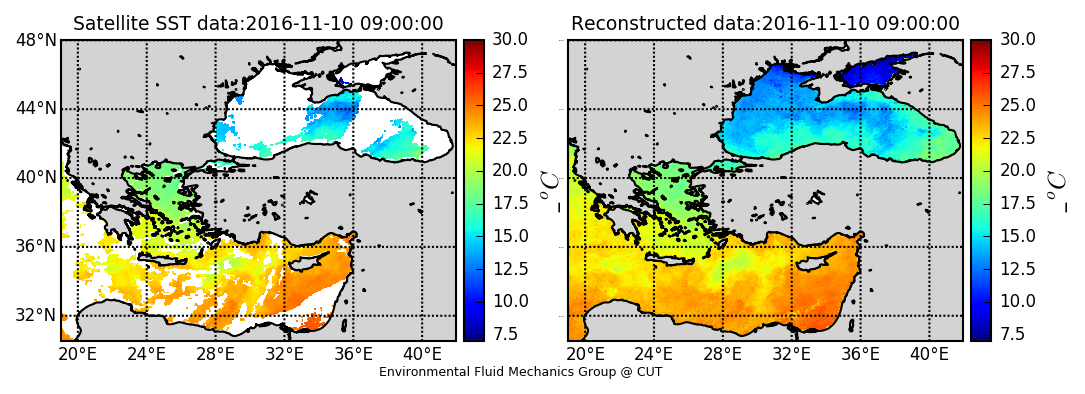 Satellite SST data:2016-11-10 09:00:00
48°N
44°N
40°N
36°N
32°N
20°E 24°E 28°E 32°E 36°E 40°E
30.0
27.5
25.0
22.5
20.0
17.5
15.0
12.5
10.0
7.5
_ °C
Reconstructed data:2016-11-10 09:00:00
20°E 24°E 28°E 32°E 36°E 40°E
30.0
27.5
25.0
22.5
20.0
17.5
15.0
12.5
10.0
7.5
_ °C
Environmental Fluid Mechanics Group @ CUT